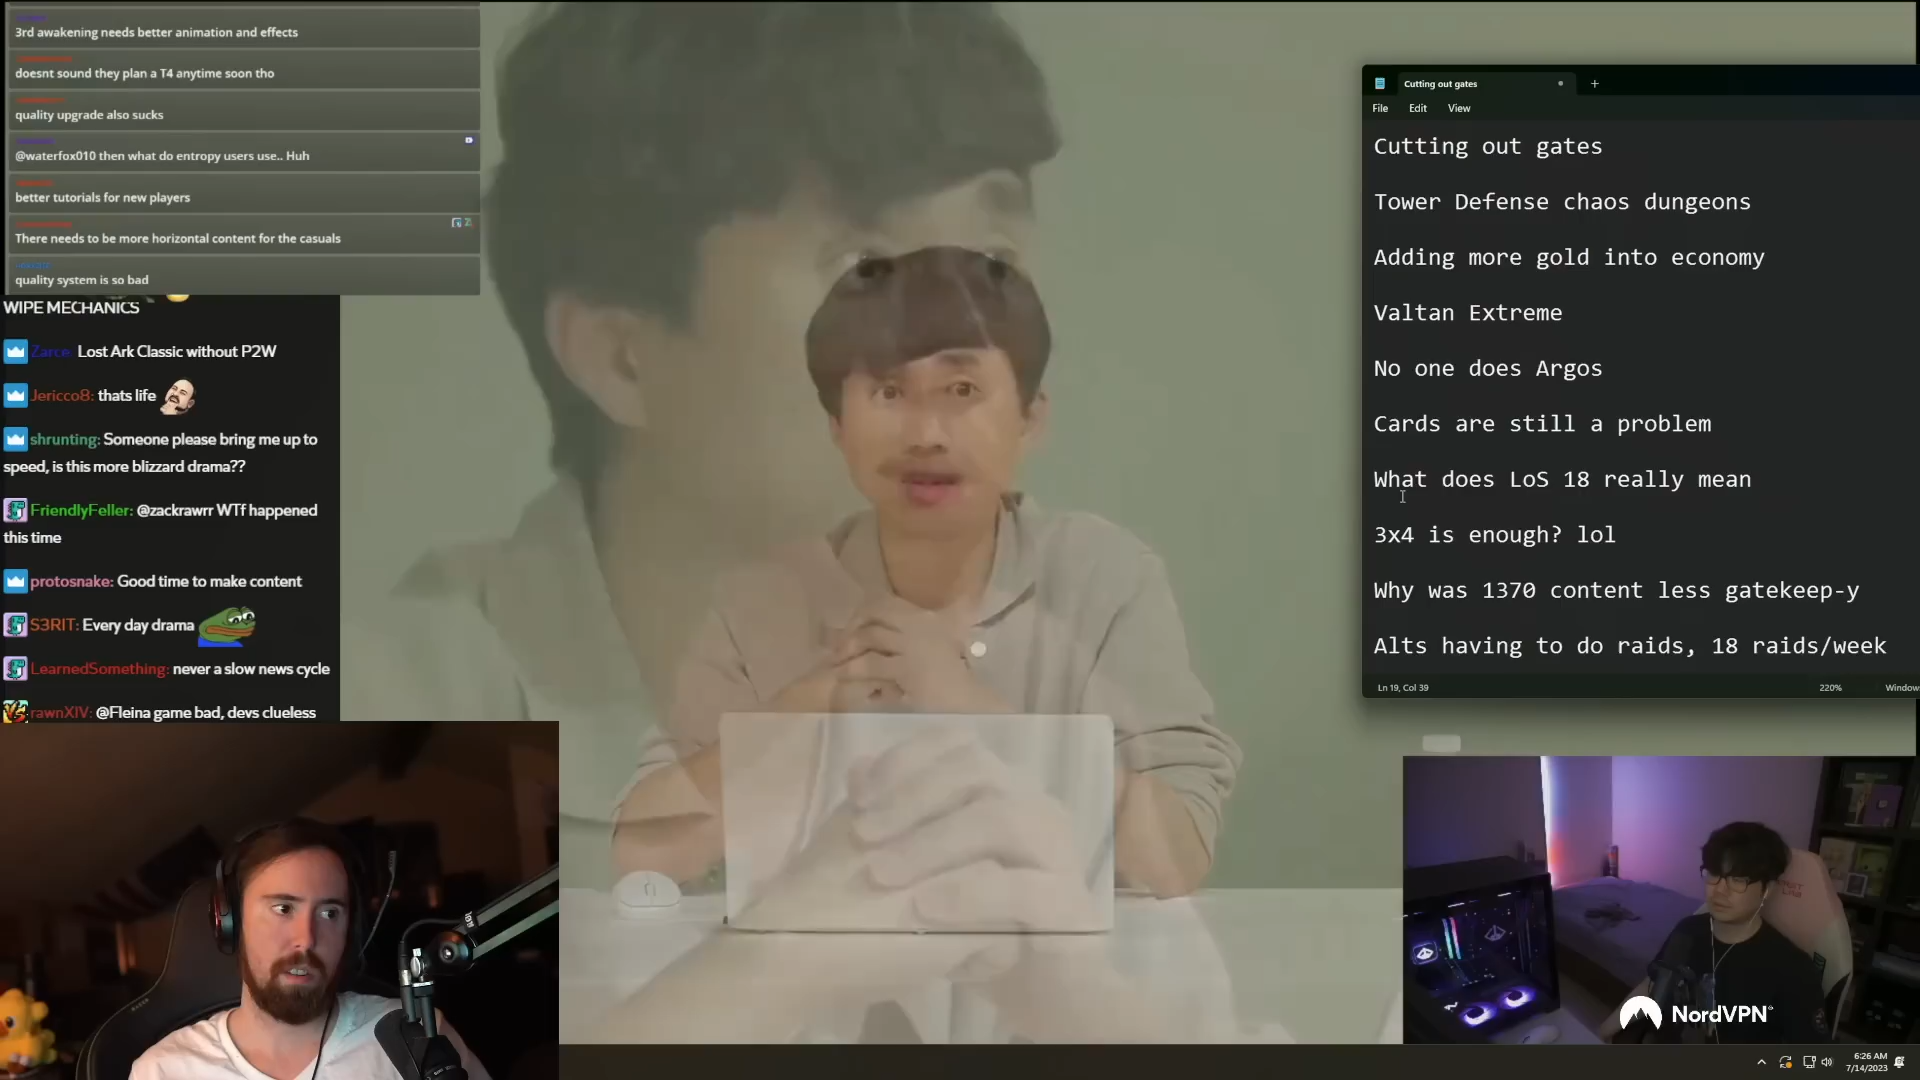 3rd awakening needs better animation and effects
doesnt sound they plan a T4 anytime soon tho
quality upgrade also sucks
@waterfox010 then what do entropy users use.. Huh
better tutorials for new players
There needs to be more horizontal content for the casuals
quality system is so bad
WIPE MECHANICS
Zarce: Lost Ark Classic without P2W
Jericco8: thats life
shrunting: Someone please bring me up to
speed, is this more blizzard drama??
FriendlyFeller: @zackrawrr WTf happened
this time
protosnake: Good time to make content
S3RIT: Every day drama
LearnedSomething: never a slow news cycle
rawnXIV: @Fleina game bad, devs clueless
Cutting out gates
File Edit View
Cutting out gates
Tower Defense chaos dungeons
Adding more gold into economy
Valtan Extreme
No one does Argos
Cards are still a problem
What does LoS 18 really mean
3x4 is enough? lol
Why was 1370 content less gatekeep-y
Alts having to do raids, 18 raids/week
Ln 19, Col 39
220%
Windows
NordVPN
6:26 AM
7/14/2023